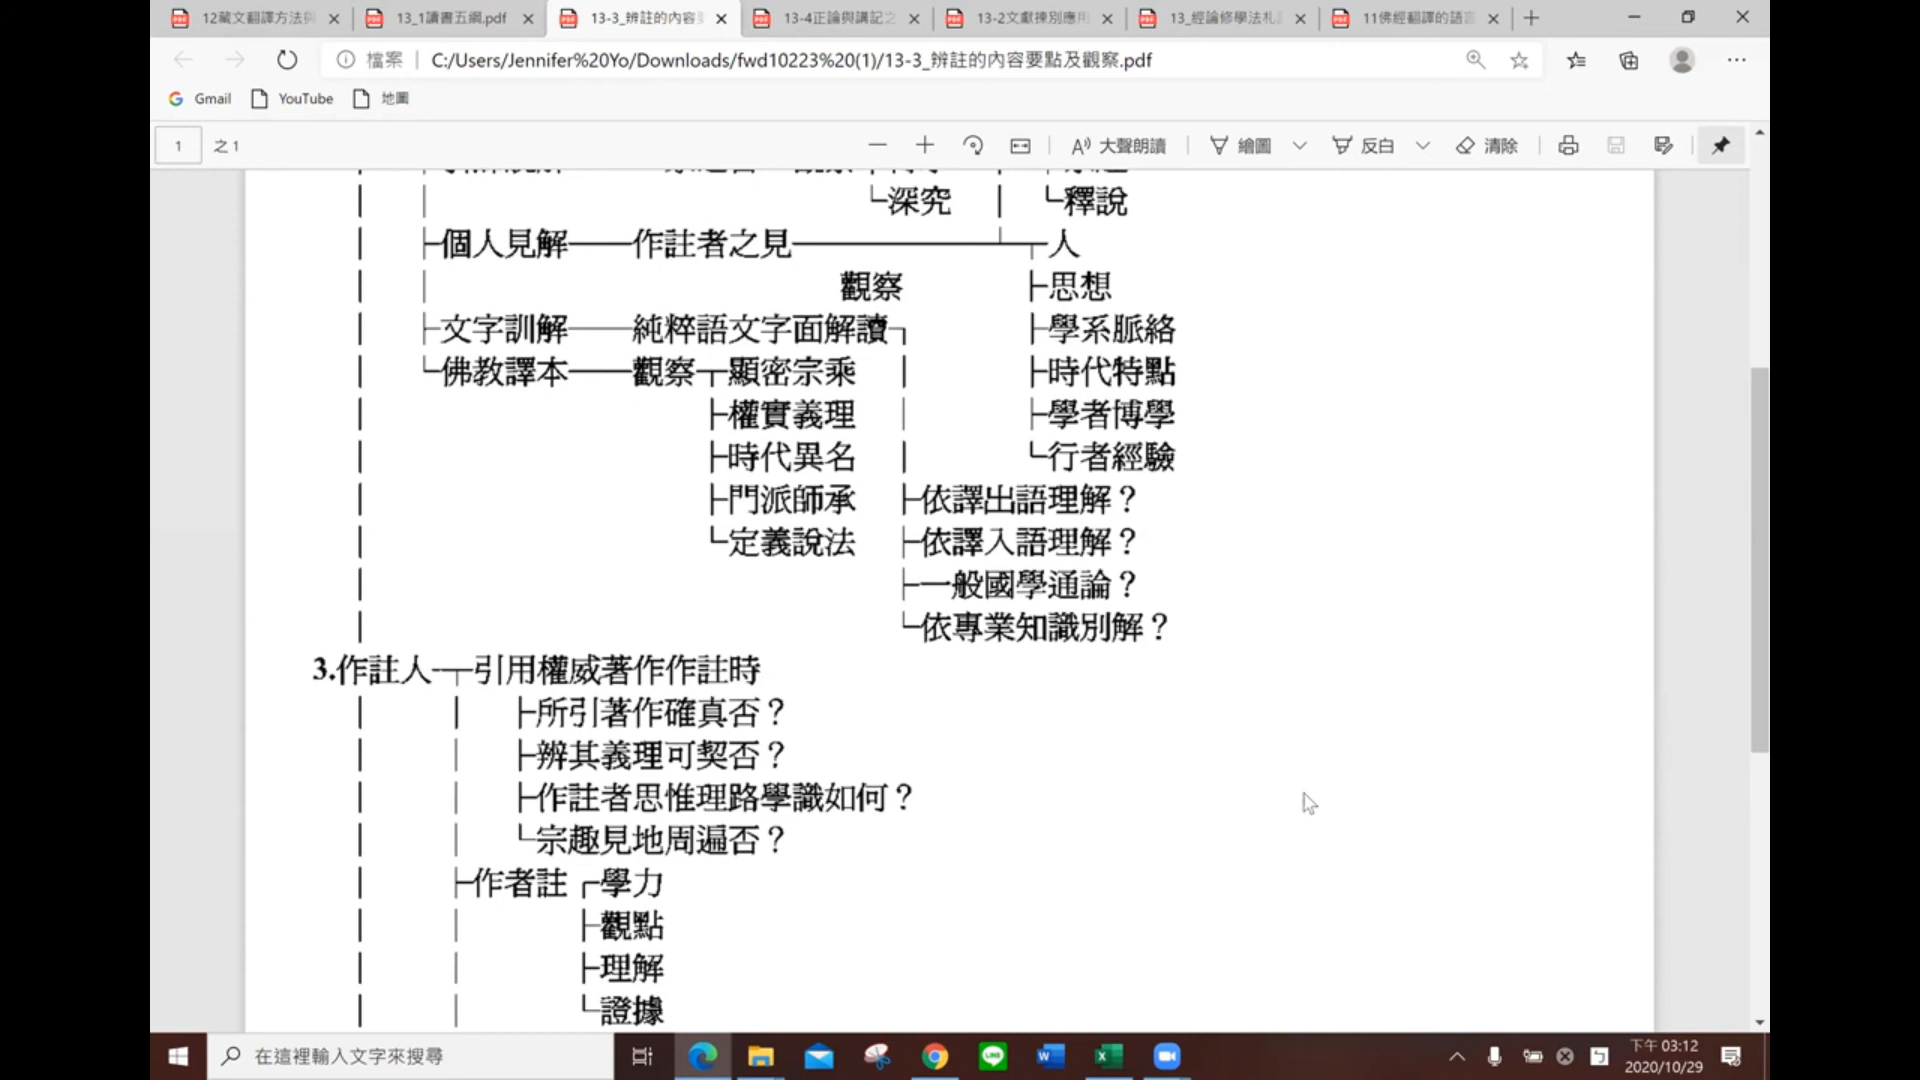 12藏文翻譯方法與 13_1讀書五綱.pdf 13-3_辨註的內容要 13-4正論與講記之 13-2文獻揀別應用 13_經論修學法札 11佛經翻譯的語言
檔案 C:/Users/Jennifer%20Yo/Downloads/fwd10223%20(1)/13-3_辨註的內容要點及觀察.pdf
Gmail YouTube 地圖
1 之 1 大聲朗讀 繪圖 反白 清除
└深究 │ └釋說
├個人見解──作註者之見──────┴┬人
觀察 ├思想
├文字訓解──純粹語文字面解讀┐ ├學系脈絡
└佛教譯本──觀察┬顯密宗乘 │ ├時代特點
├權實義理 │ ├學者博學
├時代異名 │ └行者經驗
├門派師承 ├依譯出語理解？
└定義說法 ├依譯入語理解？
├一般國學通論？
└依專業知識別解？
3.作註人-┬引用權威著作作註時
├所引著作確真否？
├辨其義理可契否？
├作註者思惟理路學識如何？
└宗趣見地周遍否？
├作者註 ┌學力
├觀點
├理解
└證據
在這裡輸入文字來搜尋
下午 03:12
2020/10/29